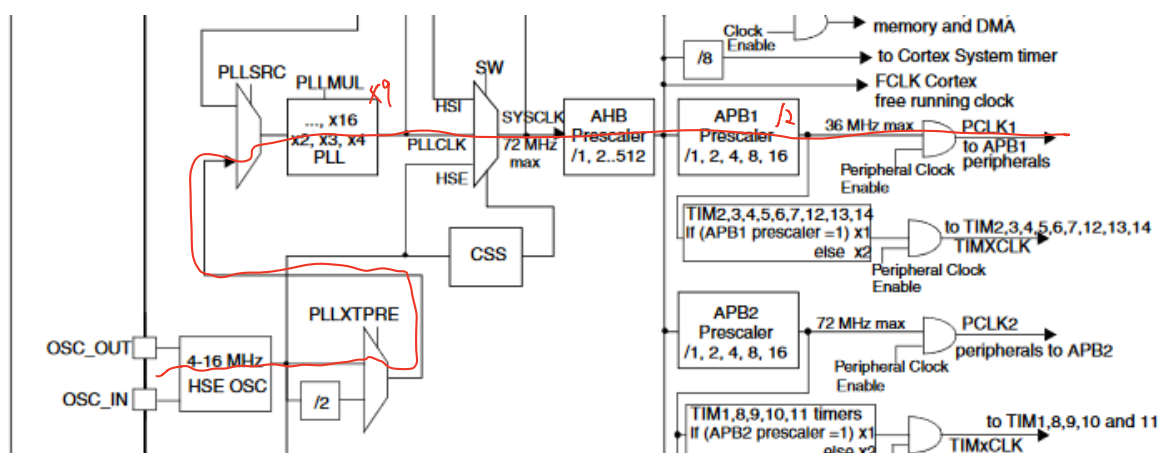 Clock
Enable
memory and DMA
/8
to Cortex System timer
PLLSRC
PLLMUL
x9
SW
FCLK Cortex
free running clock
..., x16
x2, x3, x4
PLL
HSI
SYSCLK
PLLCLK
72 MHz
max
HSE
AHB
Prescaler
/1, 2..512
APB1
/2
Prescaler
/1, 2, 4, 8, 16
36 MHz max
PCLK1
to APB1
peripherals
Peripheral Clock
Enable
TIM2,3,4,5,6,7,12,13,14
If (APB1 prescaler =1) x1
else x2
to TIM2,3,4,5,6,7,12,13,14
TIMXCLK
Peripheral Clock
Enable
CSS
PLLXTPRE
OSC_OUT
OSC_IN
4-16 MHz
HSE OSC
/2
APB2
Prescaler
/1, 2, 4, 8, 16
72 MHz max
PCLK2
peripherals to APB2
Peripheral Clock
Enable
TIM1,8,9,10,11 timers
If (APB2 prescaler =1) x1
else x2
to TIM1,8,9,10 and 11
TIMxCLK